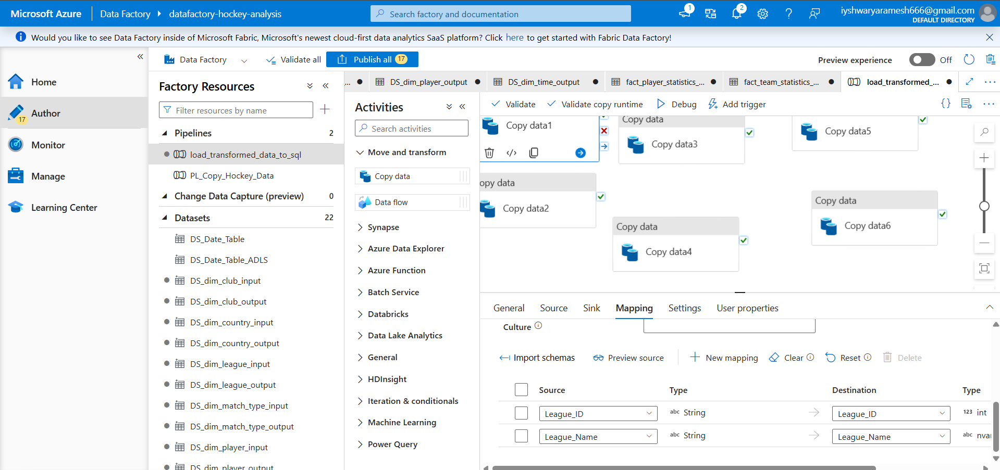 Microsoft Azure
Data Factory
datafactory-hockey-analysis
Search factory and documentation
1
2
iyshwaryaramesh666@gmail.com
DEFAULT DIRECTORY
Would you like to see Data Factory inside of Microsoft Fabric, Microsoft's newest cloud-first data analytics SaaS platform? Click here to get started with Fabric Data Factory!
Data Factory
Validate all
Publish all 17
Preview experience
Off
Home
Author
17
Monitor
Manage
Learning Center
Factory Resources
Filter resources by name
Pipelines 2
load_transformed_data_to_sql
PL_Copy_Hockey_Data
Change Data Capture (preview) 0
Datasets 22
DS_Date_Table
DS_Date_Table_ADLS
DS_dim_club_input
DS_dim_club_output
DS_dim_country_input
DS_dim_country_output
DS_dim_league_input
DS_dim_league_output
DS_dim_match_type_input
DS_dim_match_type_output
DS_dim_player_input
DS_dim_player_output
...
DS_dim_player_output
DS_dim_time_output
fact_player_statistics_...
fact_team_statistics_...
load_transformed_...
Activities
Search activities
Move and transform
Copy data
Data flow
Synapse
Azure Data Explorer
Azure Function
Batch Service
Databricks
Data Lake Analytics
General
HDInsight
Iteration & conditionals
Machine Learning
Power Query
Validate
Validate copy runtime
Debug
Add trigger
Copy data1
Copy data
Copy data3
Copy data5
opy data
Copy data2
Copy data
Copy data4
Copy data
Copy data6
General
Source
Sink
Mapping
Settings
User properties
Culture
Import schemas
Preview source
New mapping
Clear
Reset
Delete
Source Type Destination Type
League_ID abc String League_ID 123 int
League_Name abc String League_Name abc nvar